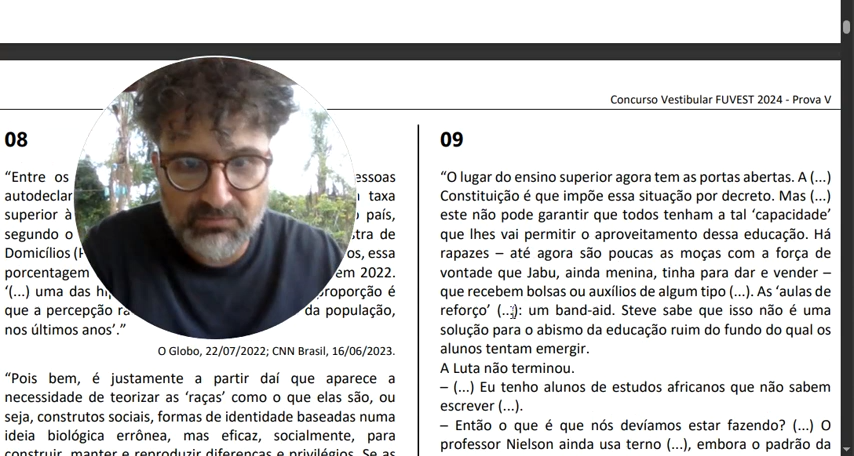 Concurso Vestibular FUVEST 2024 - Prova V
08
“Entre os essoas
autodeclar taxa
superior à país,
segundo o tra de
Domicílios os, essa
porcentagem em 2022.
‘(...) uma das proporção é
que a percepção da população,
nos últimos anos’.”
O Globo, 22/07/2022; CNN Brasil, 16/06/2023.
“Pois bem, é justamente a partir daí que aparece a
necessidade de teorizar as ‘raças’ como o que elas são, ou
seja, construtos sociais, formas de identidade baseadas numa
ideia biológica errônea, mas eficaz, socialmente, para
construir, manter e reproduzir diferenças e privilégios. Se as
09
“O lugar do ensino superior agora tem as portas abertas. A (...)
Constituição é que impõe essa situação por decreto. Mas (...)
este não pode garantir que todos tenham a tal ‘capacidade’
que lhes vai permitir o aproveitamento dessa educação. Há
rapazes – até agora são poucas as moças com a força de
vontade que Jabu, ainda menina, tinha para dar e vender –
que recebem bolsas ou auxílios de algum tipo (...). As ‘aulas de
reforço’ (...): um band-aid. Steve sabe que isso não é uma
solução para o abismo da educação ruim do fundo do qual os
alunos tentam emergir.
A Luta não terminou.
– (...) Eu tenho alunos de estudos africanos que não sabem
escrever (...).
– Então o que é que nós devíamos estar fazendo? (...) O
professor Nielson ainda usa terno (...), embora o padrão da